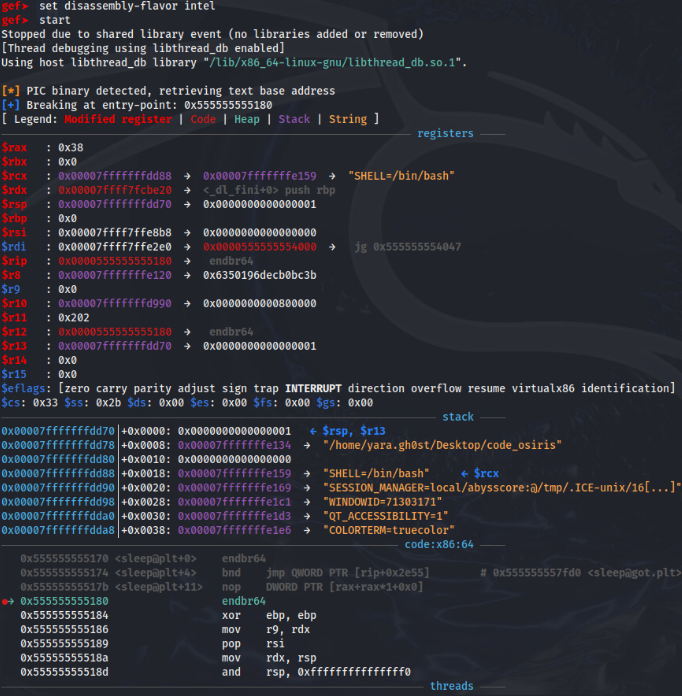 gef➤  set disassembly-flavor intel
gef➤  start
Stopped due to shared library event (no libraries added or removed)
[Thread debugging using libthread_db enabled]
Using host libthread_db library "/lib/x86_64-linux-gnu/libthread_db.so.1".
[*] PIC binary detected, retrieving text base address
[+] Breaking at entry-point: 0x555555555180
[ Legend: Modified register | Code | Heap | Stack | String ]
registers
$rax   : 0x38
$rbx   : 0x0
$rcx   : 0x00007fffffffdd88  →  0x00007fffffffe159  →  "SHELL=/bin/bash"
$rdx   : 0x00007ffff7fcbe20  →  <_dl_fini+0> push rbp
$rsp   : 0x00007fffffffdd70  →  0x0000000000000001
$rbp   : 0x0
$rsi   : 0x00007ffff7ffe8b8  →  0x0000000000000000
$rdi   : 0x00007ffff7ffe2e0  →  0x0000555555554000  →  jg 0x555555554047
$rip   : 0x0000555555555180  →  endbr64
$r8    : 0x00007fffffffe120  →  0x6350196decb0bc3b
$r9    : 0x0
$r10   : 0x00007fffffffd990  →  0x0000000000800000
$r11   : 0x202
$r12   : 0x0000555555555180  →  endbr64
$r13   : 0x00007fffffffdd70  →  0x0000000000000001
$r14   : 0x0
$r15   : 0x0
$eflags: [zero carry parity adjust sign trap INTERRUPT direction overflow resume virtualx86 identification]
$cs: 0x33 $ss: 0x2b $ds: 0x00 $es: 0x00 $fs: 0x00 $gs: 0x00
stack
0x00007fffffffdd70│+0x0000: 0x0000000000000001   ← $rsp, $r13
0x00007fffffffdd78│+0x0008: 0x00007fffffffe134  →  "/home/yara.gh0st/Desktop/code_osiris"
0x00007fffffffdd80│+0x0010: 0x0000000000000000
0x00007fffffffdd88│+0x0018: 0x00007fffffffe159  →  "SHELL=/bin/bash"   ← $rcx
0x00007fffffffdd90│+0x0020: 0x00007fffffffe169  →  "SESSION_MANAGER=local/abysscore:@/tmp/.ICE-unix/16[...]"
0x00007fffffffdd98│+0x0028: 0x00007fffffffe1c1  →  "WINDOWID=71303171"
0x00007fffffffdda0│+0x0030: 0x00007fffffffe1d3  →  "QT_ACCESSIBILITY=1"
0x00007fffffffdda8│+0x0038: 0x00007fffffffe1e6  →  "COLORTERM=truecolor"
code:x86:64
0x555555555170 <sleep@plt+0>    endbr64
0x555555555174 <sleep@plt+4>    bnd    jmp QWORD PTR [rip+0x2e55]        # 0x555555557fd0 <sleep@got.plt>
0x55555555517b <sleep@plt+11>   nop    DWORD PTR [rax+rax*1+0x0]
●→ 0x555555555180                  endbr64
0x555555555184                  xor    ebp, ebp
0x555555555186                  mov    r9, rdx
0x555555555189                  pop    rsi
0x55555555518a                  mov    rdx, rsp
0x55555555518d                  and    rsp, 0xfffffffffffffff0
threads